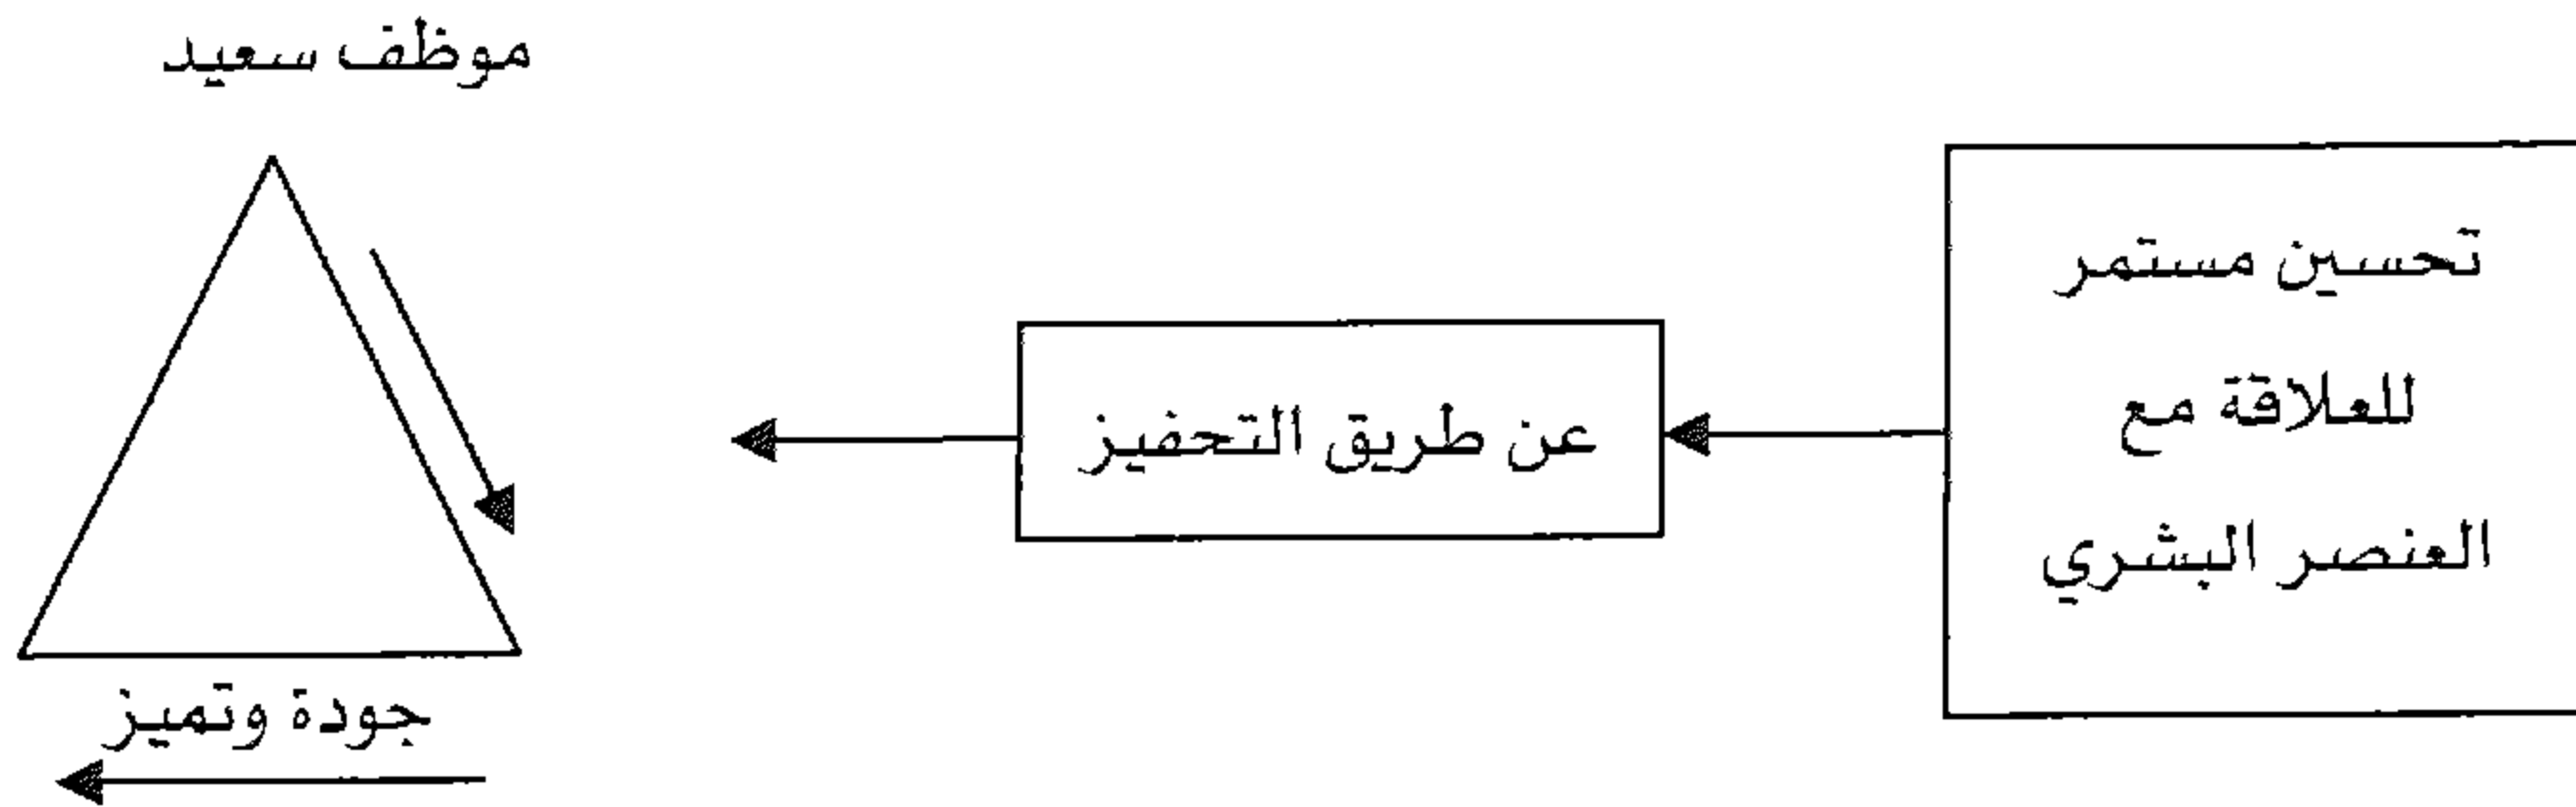 تحسين مستمر
للعلاقة مع
العنصر البشري
عن طريق التحفيز
موظف سعيد
جودة وتميز